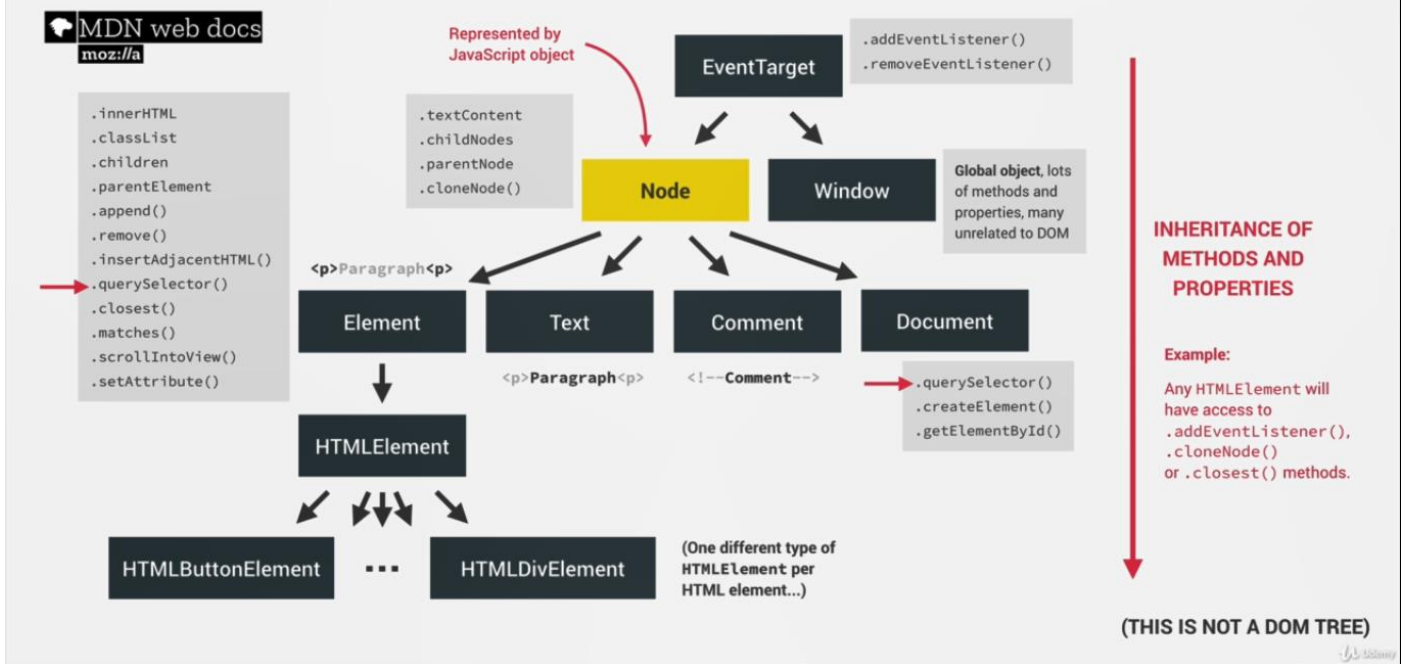 MDN web docs
moz://a
Represented by
JavaScript object
EventTarget
.addEventListener()
.removeEventListener()
.innerHTML
.classList
.children
.parentElement
.append()
.remove()
.insertAdjacentHTML()
.querySelector()
.closest()
.matches()
.scrollIntoView()
.setAttribute()
.textContent
.childNodes
.parentNode
.cloneNode()
Node
Window
Global object, lots
of methods and
properties, many
unrelated to DOM
<p>Paragraph<p>
Element
Text
Comment
Document
<p>Paragraph<p>
<!--Comment-->
.querySelector()
.createElement()
.getElementById()
HTMLElement
HTMLButtonElement
...
HTMLDivElement
(One different type of
HTMLElement per
HTML element...)
INHERITANCE OF
METHODS AND
PROPERTIES
Example:
Any HTMLElement will
have access to
.addEventListener(),
.cloneNode()
or .closest() methods.
(THIS IS NOT A DOM TREE)
Udemy